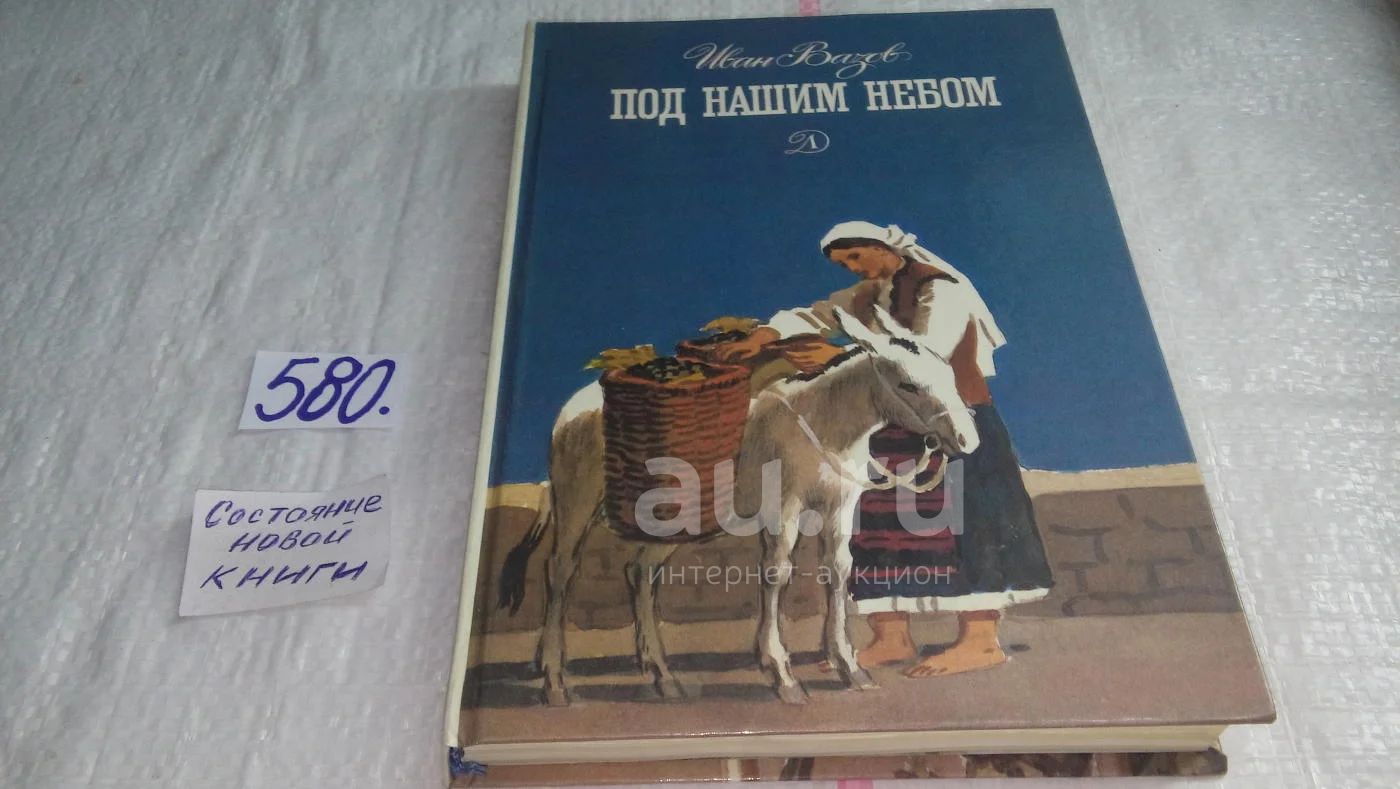 Иван Вазов
ПОД НАШИМ НЕБОМ
Д
580.
Состояние
новой
книги
au.ru
интернет-аукцион